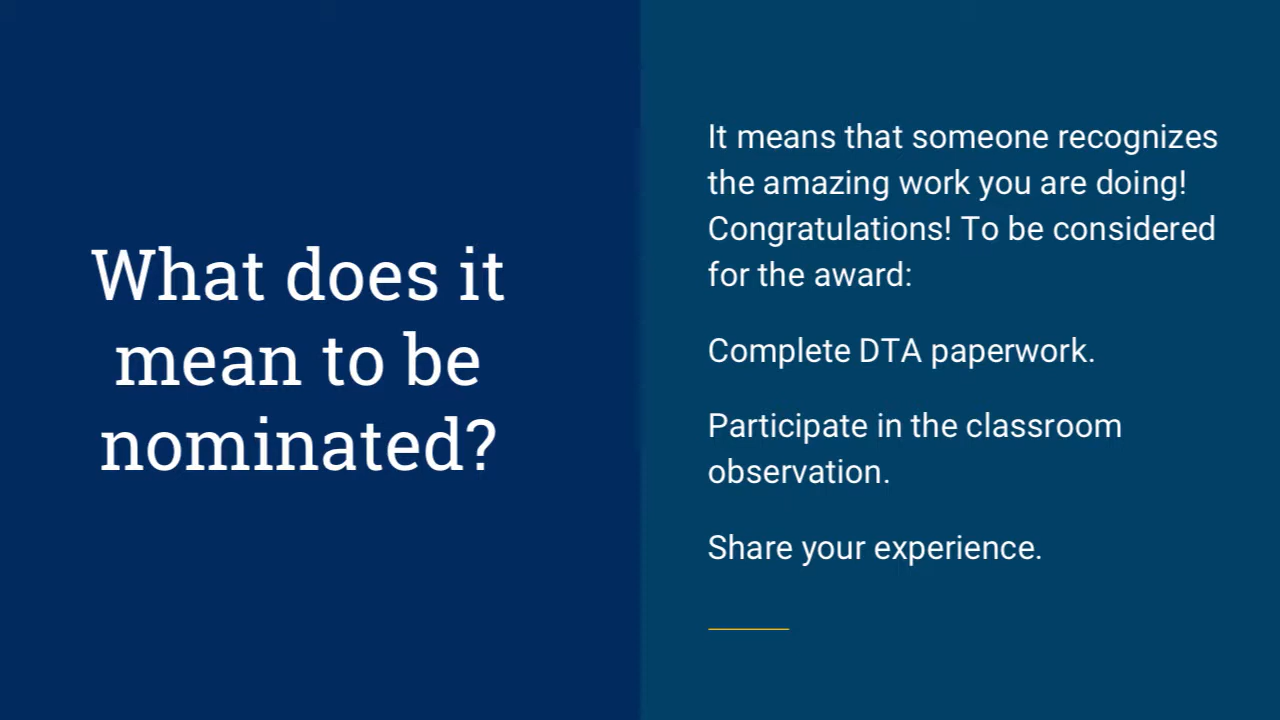 What does it
mean to be
nominated?
It means that someone recognizes
the amazing work you are doing!
Congratulations! To be considered
for the award:
Complete DTA paperwork.
Participate in the classroom
observation.
Share your experience.